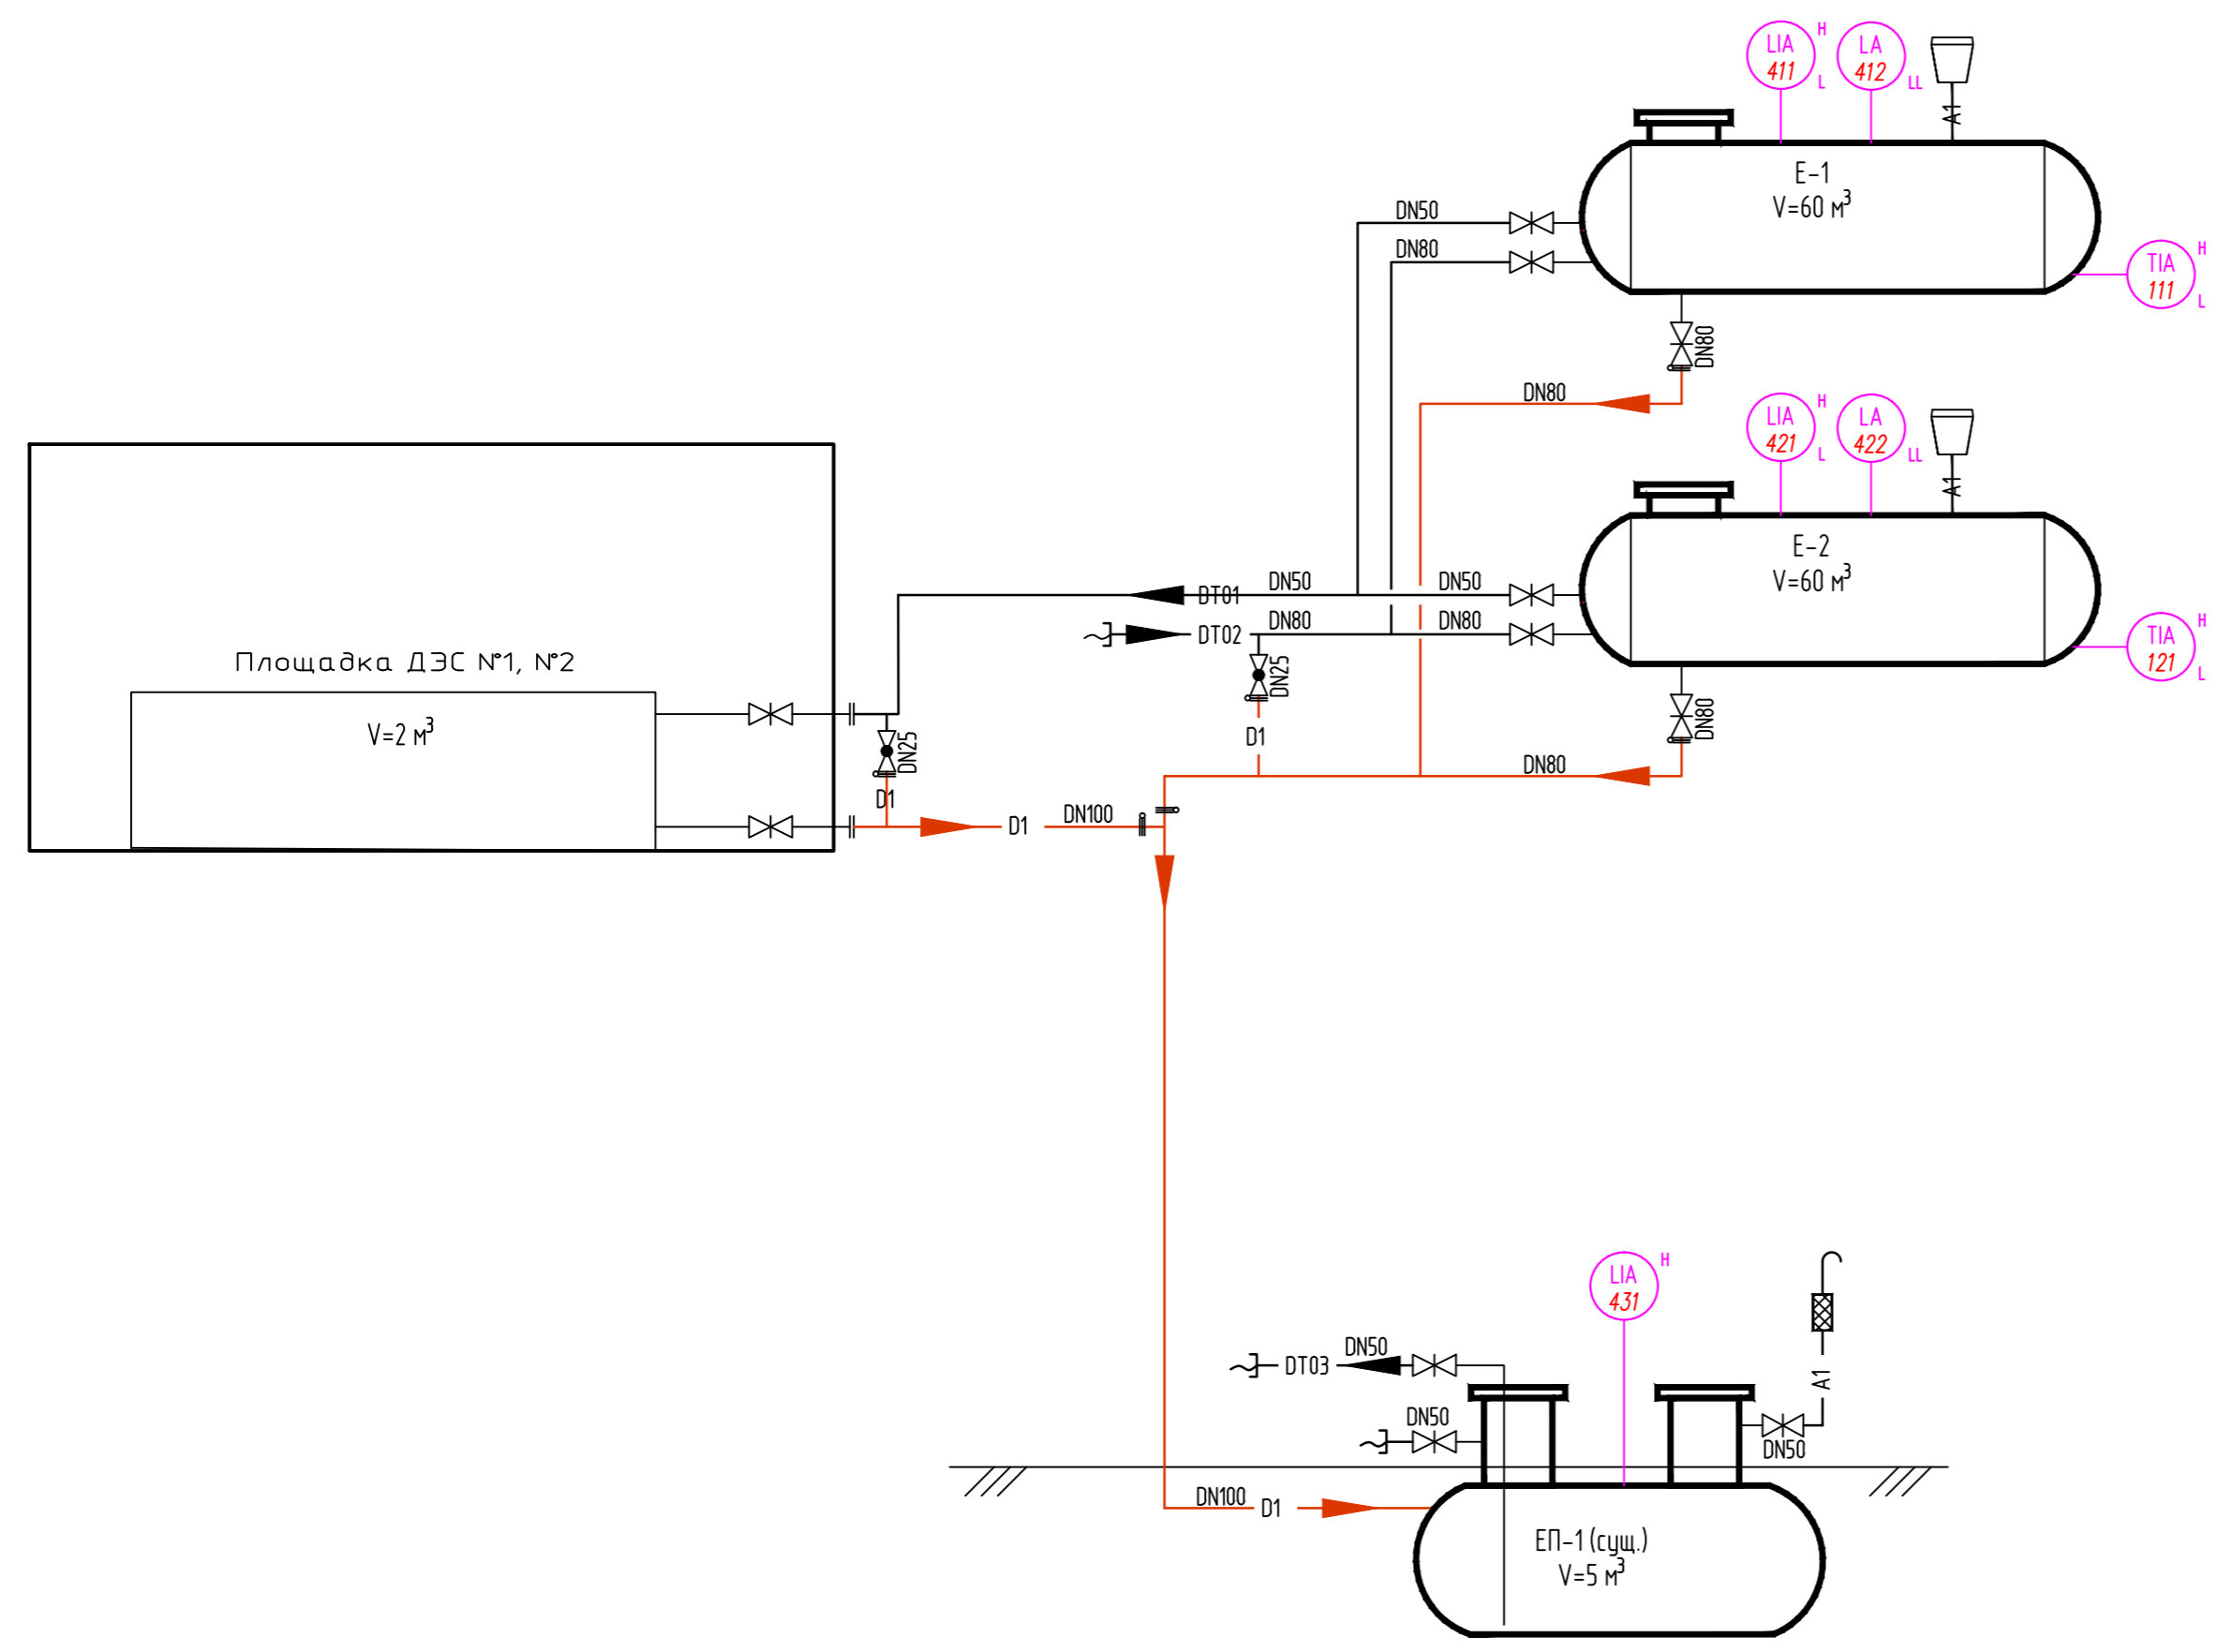 LIA
411
H
L
LA
412
LL
A1
E-1
V=60 м³
DN50
DN80
TIA
111
H
L
DN80
DN80
LIA
421
H
L
LA
422
LL
A1
E-2
V=60 м³
DT01
DN50
DN50
DT02
DN80
DN80
TIA
121
H
L
DN25
D1
DN80
DN80
Площадка ДЭС №1, №2
V=2 м³
DN25
D1
D1
DN100
LIA
431
H
DN50
DT03
A1
DN50
DN50
DN100
D1
ЕП-1 (сущ.)
V=5 м³